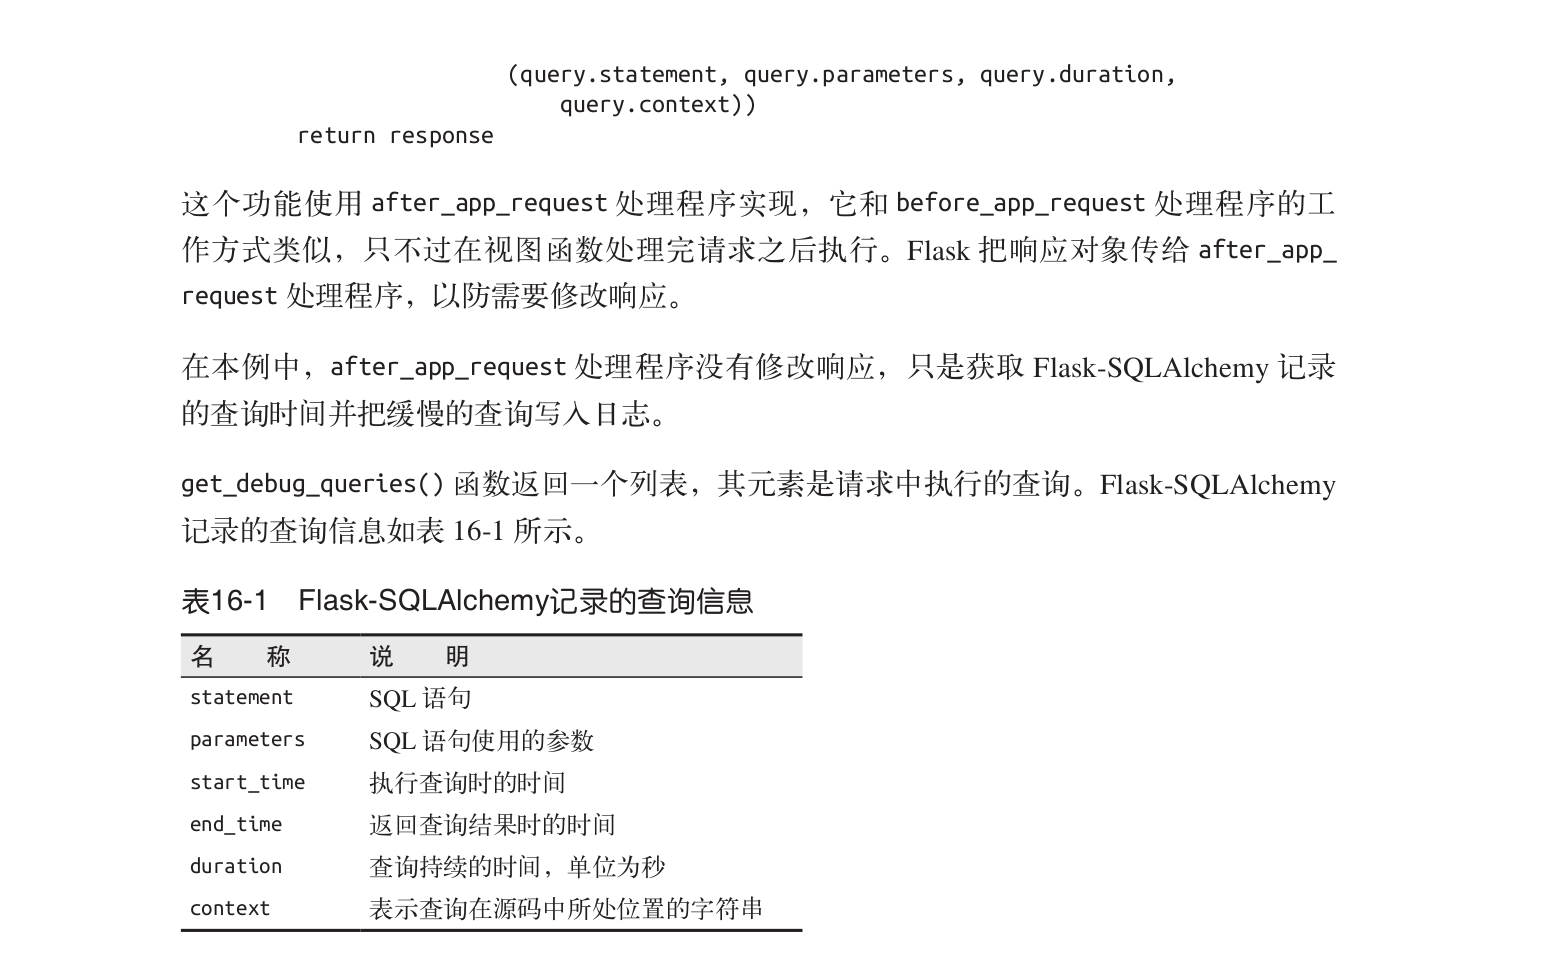 (query.statement, query.parameters, query.duration,
query.context))
return response
这个功能使用 after_app_request 处理程序实现，它和 before_app_request 处理程序的工
作方式类似，只不过在视图函数处理完请求之后执行。Flask 把响应对象传给 after_app_
request 处理程序，以防需要修改响应。
在本例中，after_app_request 处理程序没有修改响应，只是获取 Flask-SQLAlchemy 记录
的查询时间并把缓慢的查询写入日志。
get_debug_queries() 函数返回一个列表，其元素是请求中执行的查询。Flask-SQLAlchemy
记录的查询信息如表 16-1 所示。
表16-1　Flask-SQLAlchemy记录的查询信息
名　　称　　说　　明
statement　　SQL 语句
parameters　　SQL 语句使用的参数
start_time　　执行查询时的时间
end_time　　返回查询结果时的时间
duration　　查询持续的时间，单位为秒
context　　表示查询在源码中所处位置的字符串